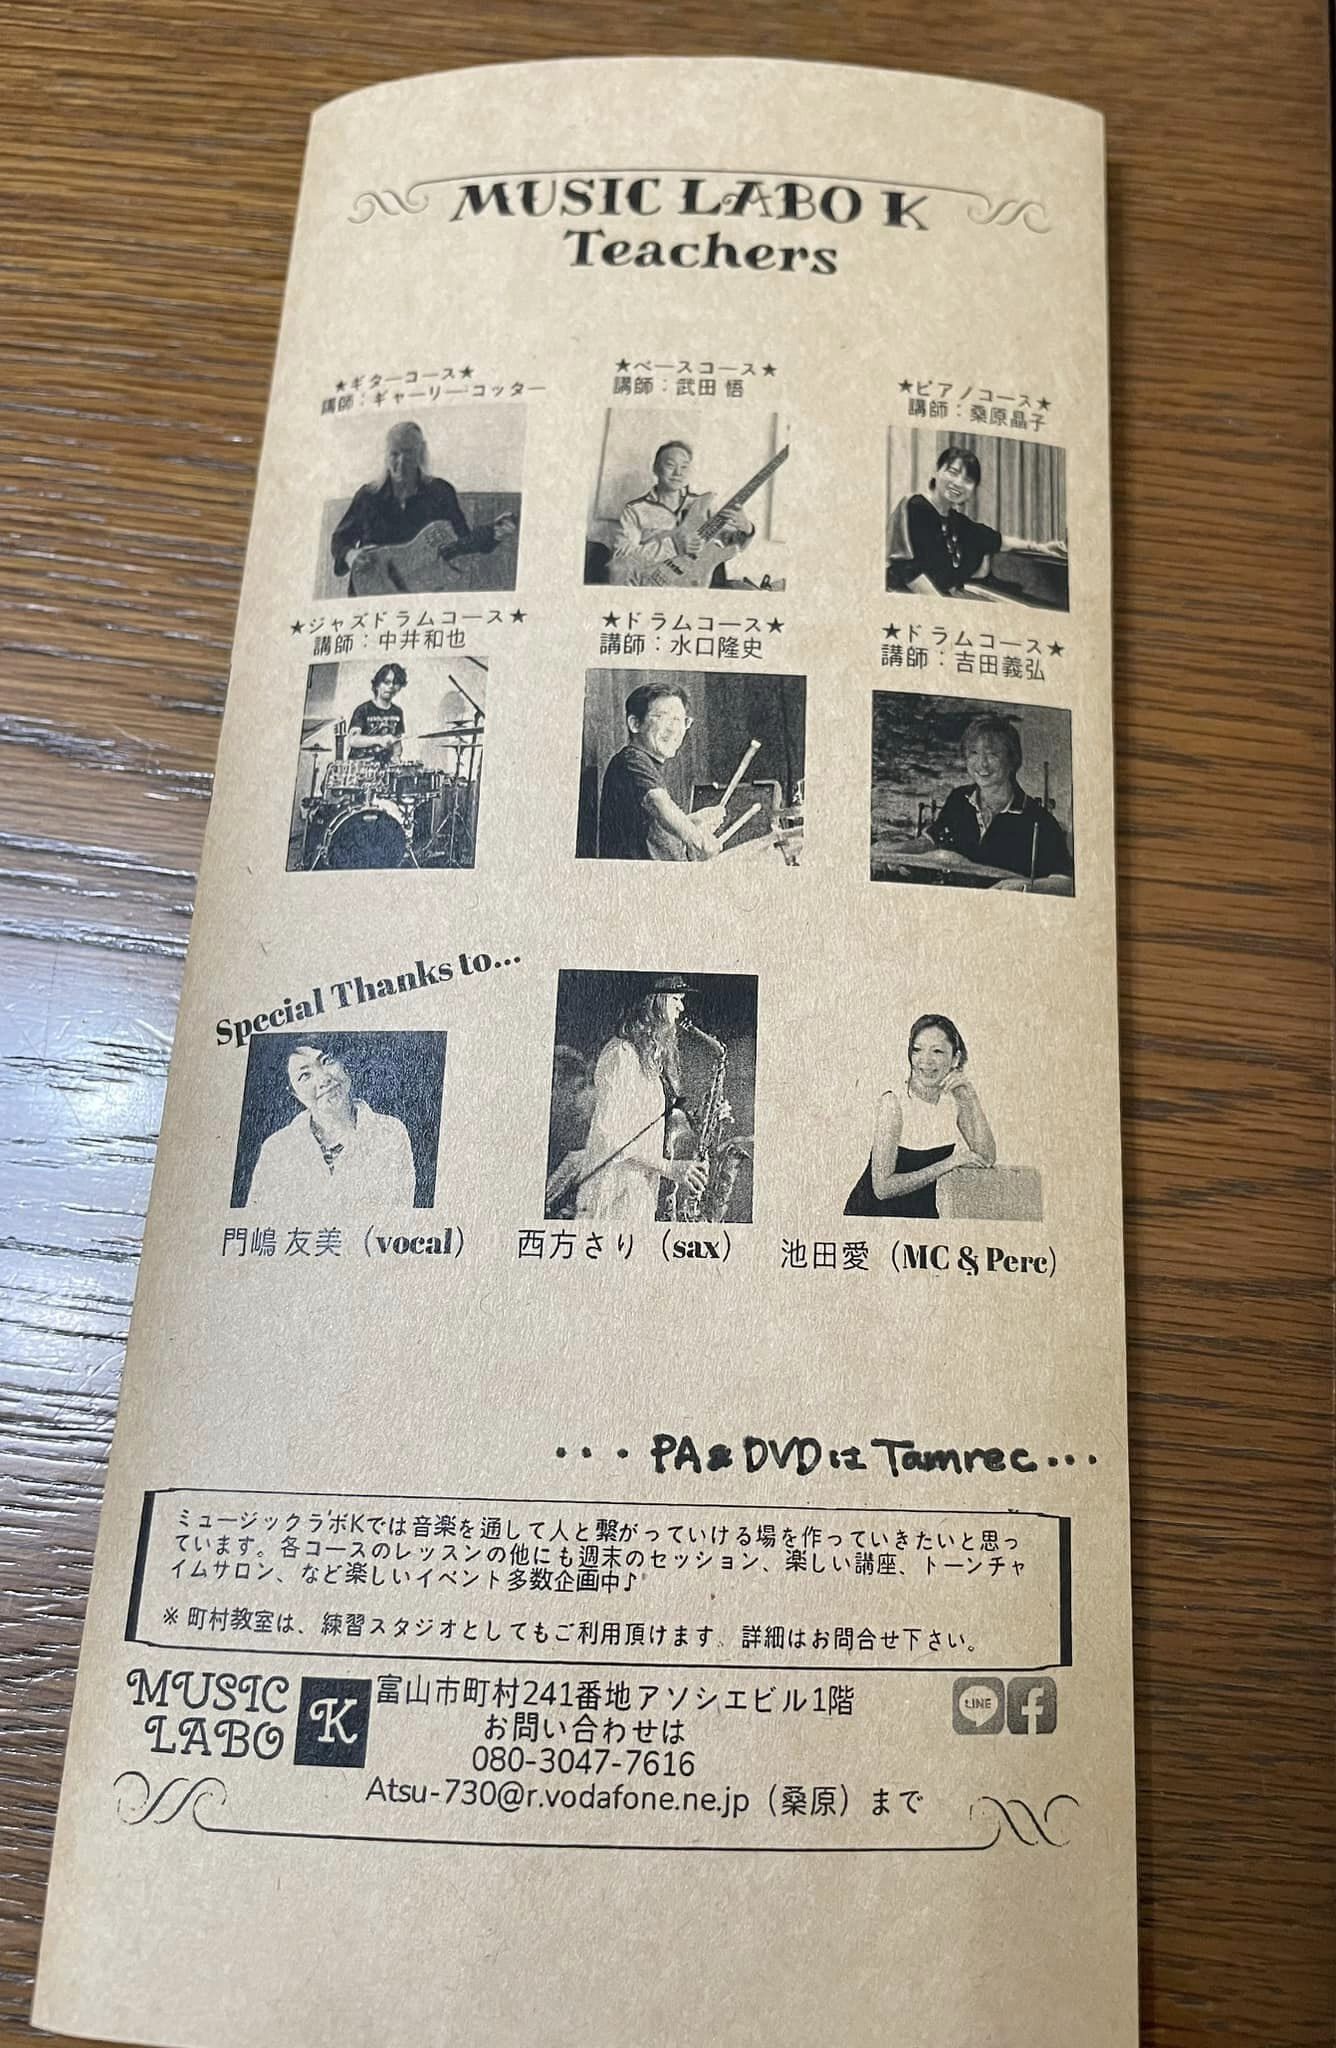 MUSIC LABO K
Teachers
★ギターコース★
講師：ギャーリー・コッター
★ベースコース★
講師：武田 悟
★ピアノコース★
講師：桑原晶子
★ジャズドラムコース★
講師：中井和也
★ドラムコース★
講師：水口隆史
★ドラムコース★
講師：吉田義弘
Special Thanks to...
門嶋 友美（vocal）
西方さり（sax）
池田愛（MC & Perc）
・・・PA&DVDはTamrec・・・
ミュージックラボKでは音楽を通して人と繋がっていける場を作っていきたいと思っ
ています。各コースのレッスンの他にも週末のセッション、楽しい講座、トーンチャ
イムサロン、など楽しいイベント多数企画中♪
※町村教室は、練習スタジオとしてもご利用頂けます。詳細はお問合せ下さい。
MUSIC
LABO
K
富山市町村241番地アソシエビル1階
お問い合わせは
080-3047-7616
Atsu-730@r.vodafone.ne.jp（桑原）まで
LINE
f